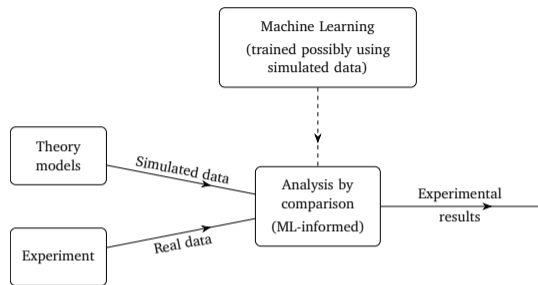 Machine Learning
(trained possibly using
simulated data)
Theory
models
Simulated data
Analysis by
comparison
(ML-informed)
Experimental
results
Experiment
Real data